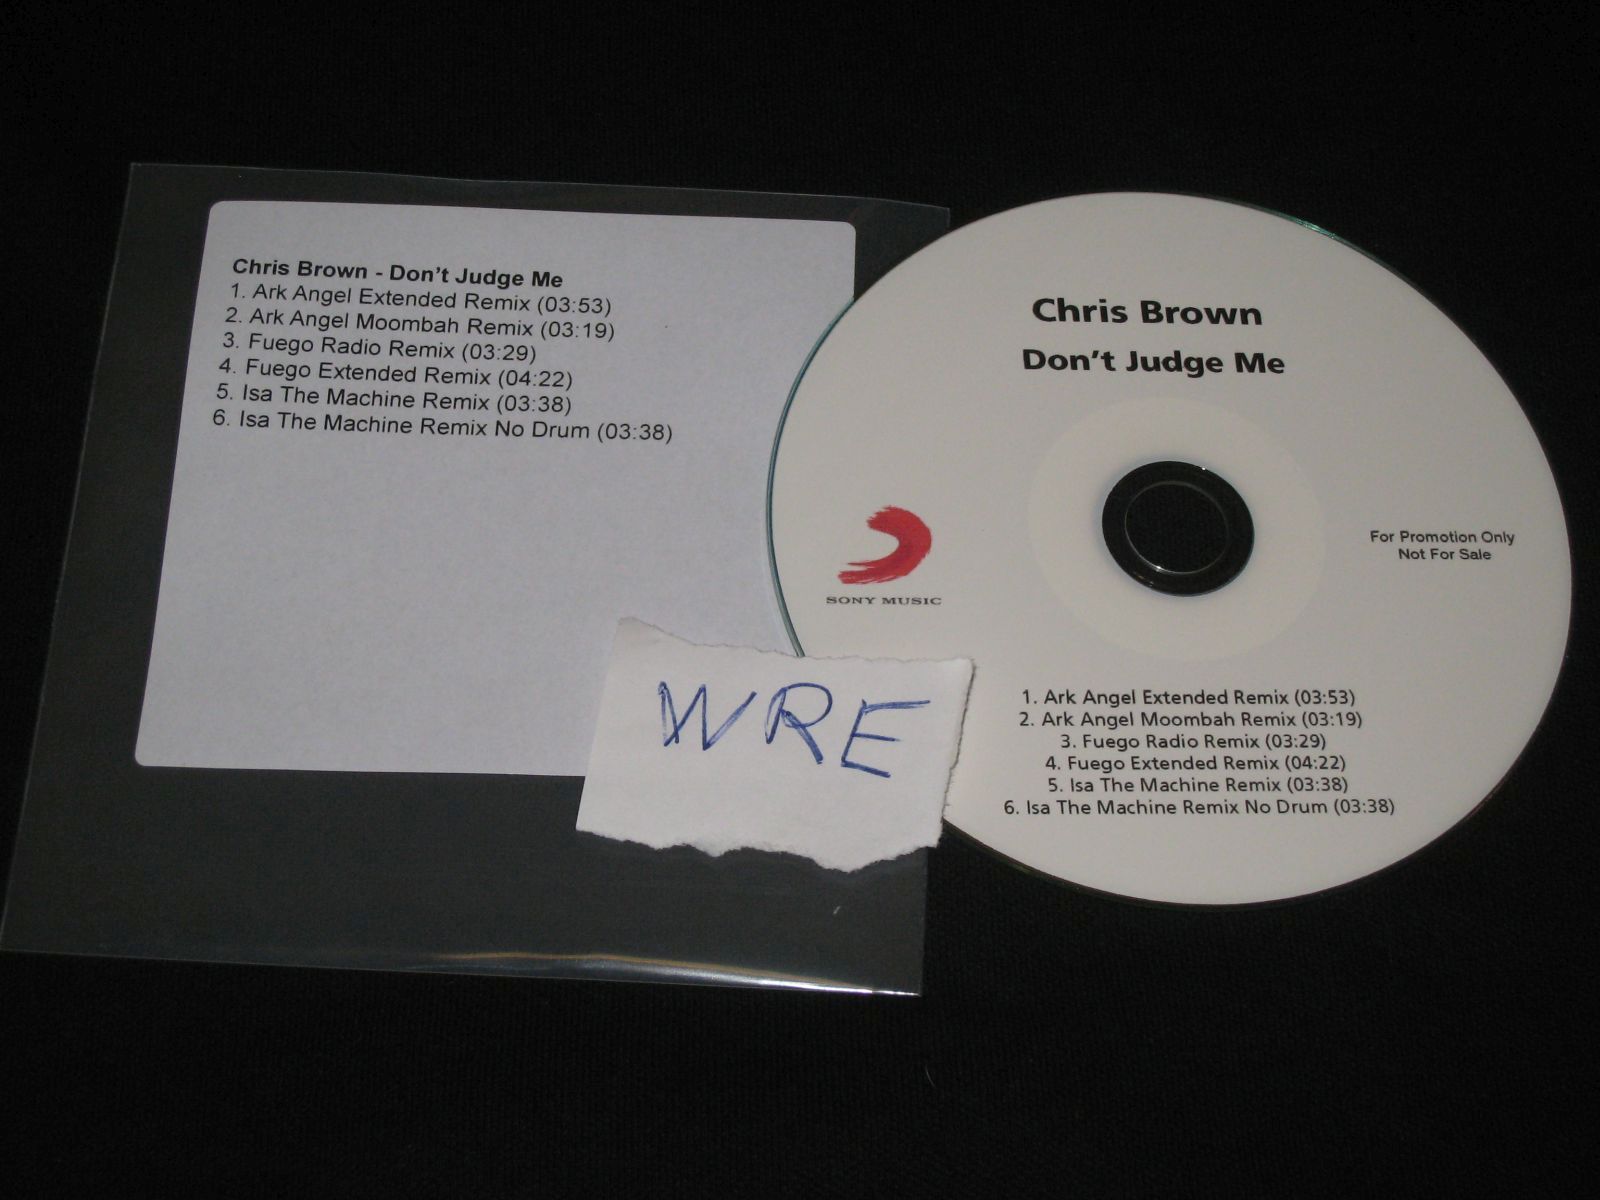 Chris Brown - Don't Judge Me
1. Ark Angel Extended Remix (03:53)
2. Ark Angel Moombah Remix (03:19)
3. Fuego Radio Remix (03:29)
4. Fuego Extended Remix (04:22)
5. Isa The Machine Remix (03:38)
6. Isa The Machine Remix No Drum (03:38)
WRE
Chris Brown
Don't Judge Me
SONY MUSIC
For Promotion Only
Not For Sale
1. Ark Angel Extended Remix (03:53)
2. Ark Angel Moombah Remix (03:19)
3. Fuego Radio Remix (03:29)
4. Fuego Extended Remix (04:22)
5. Isa The Machine Remix (03:38)
6. Isa The Machine Remix No Drum (03:38)